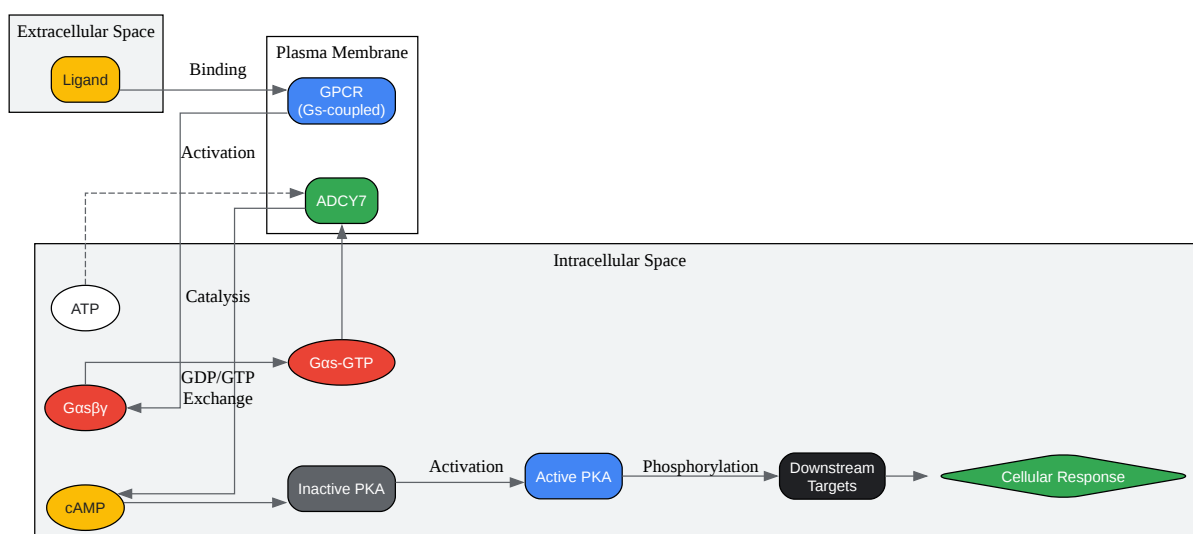 Extracellular Space
Ligand
Binding
Plasma Membrane
GPCR
(Gs-coupled)
Activation
ADCY7
Intracellular Space
ATP
Catalysis
Gαs-GTP
GDP/GTP
Exchange
Gαsβγ
cAMP
Inactive PKA
Activation
Active PKA
Phosphorylation
Downstream
Targets
Cellular Response